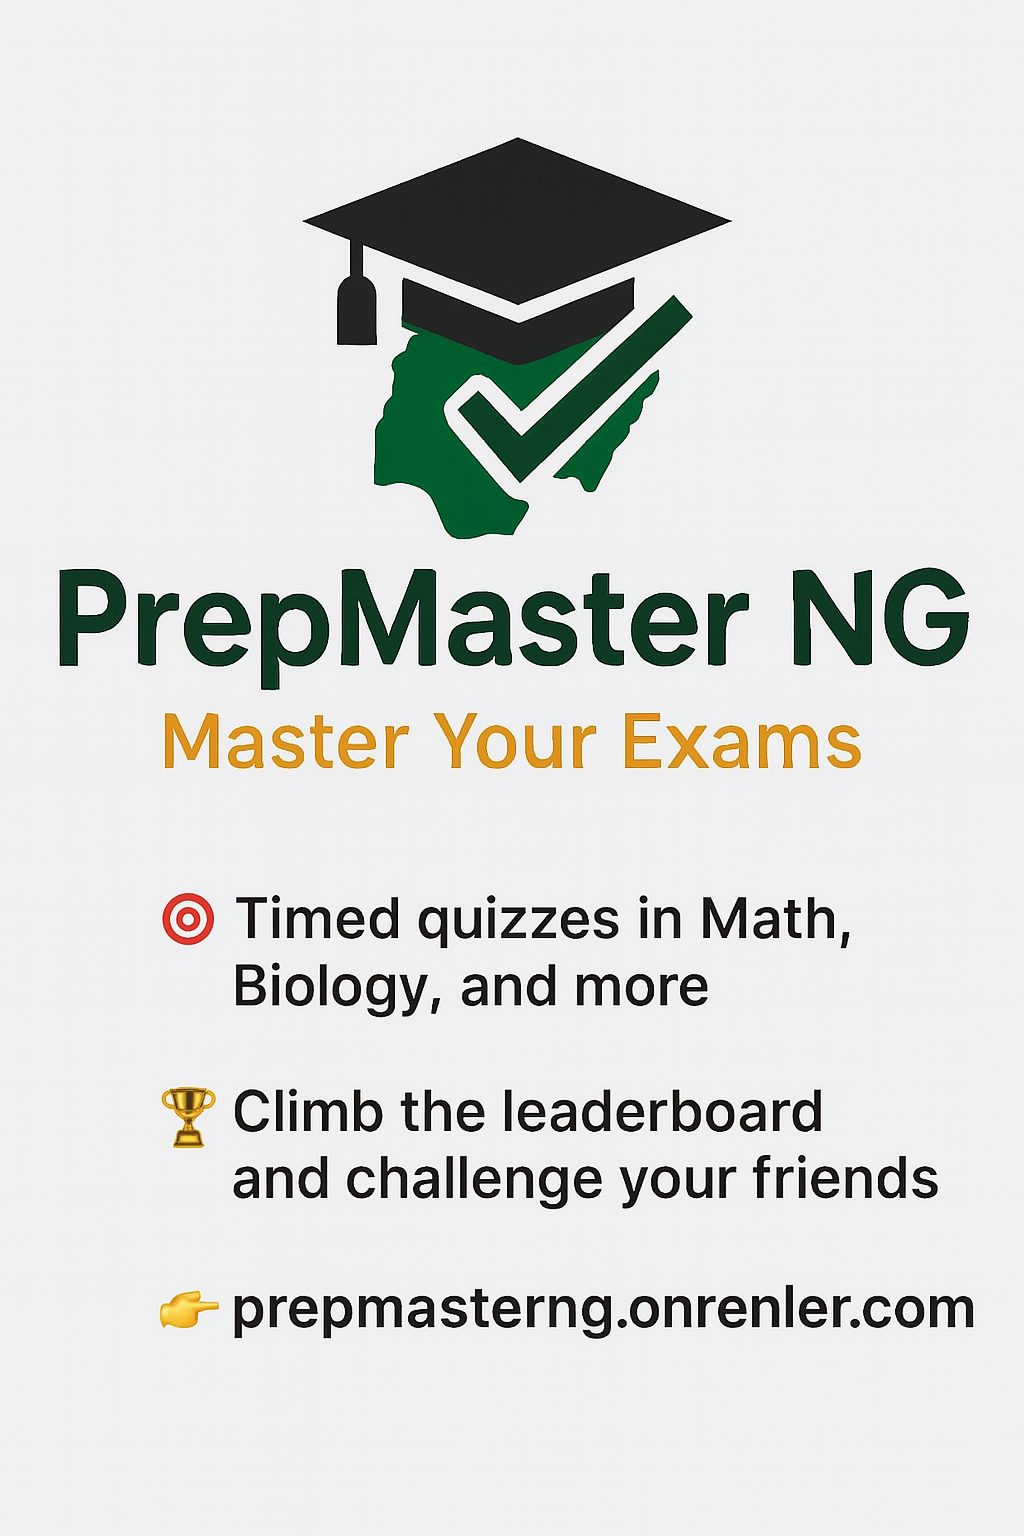 PrepMaster NG
Master Your Exams
🎯 Timed quizzes in Math,
Biology, and more
🏆 Climb the leaderboard
and challenge your friends
👉 prepmasterng.onrenler.com